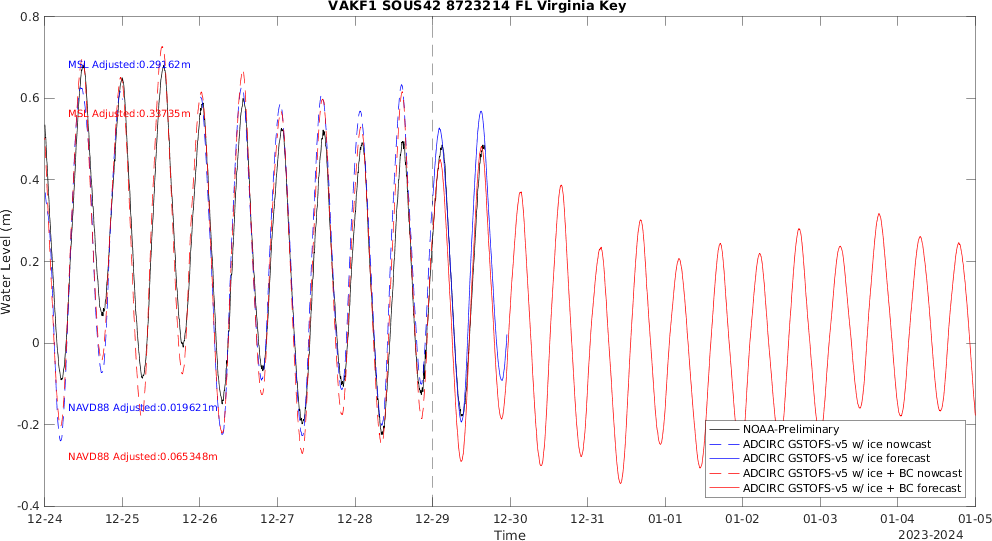 VAKF1 SOUS42 8723214 FL Virginia Key
0.8
0.6
0.4
0.2
0
-0.2
-0.4
Water Level (m)
MSL Adjusted:0.29162m
MSL Adjusted:0.33735m
NAVD88 Adjusted:0.019621m
NAVD88 Adjusted:0.065348m
NOAA-Preliminary
ADCIRC GSTOFS-v5 w/ ice nowcast
ADCIRC GSTOFS-v5 w/ ice forecast
ADCIRC GSTOFS-v5 w/ ice + BC nowcast
ADCIRC GSTOFS-v5 w/ ice + BC forecast
12-24 12-25 12-26 12-27 12-28 12-29 12-30 12-31 01-01 01-02 01-03 01-04 01-05
Time
2023-2024